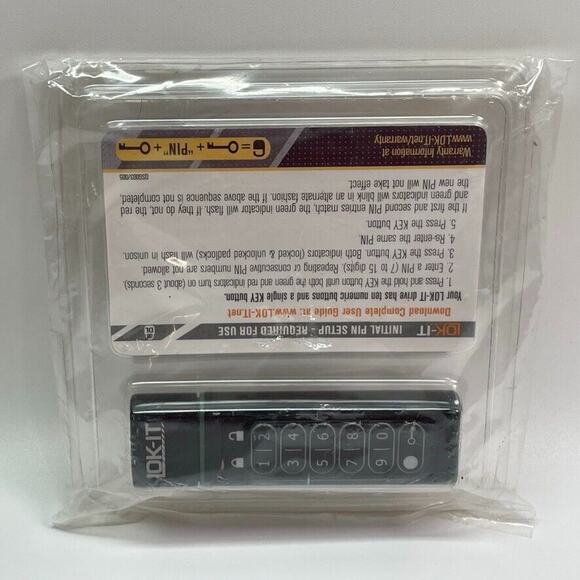 LOK-IT INITIAL PIN SETUP - REQUIRED FOR USE
Download Complete User Guide at: www.LOK-IT.net
Your LOK-IT drive has ten numeric buttons and a single KEY button.
1. Press and hold the KEY button until both the green and red indicators turn on (about 3 seconds).
2. Enter a PIN (7 to 15 digits). Repeating or consecutive numbers are not allowed.
3. Press the KEY button. Both indicators (locked & unlocked padlocks) will flash in unison.
4. Re-enter the same PIN.
5. Press the KEY button.
If the first and second PIN entries match, the green indicator will flash. If they do not, the red
and green indicators will blink in an alternate fashion. If the above sequence is not completed,
the new PIN will not take effect.
Warranty Information at
www.LOK-IT.net/warranty
+ "PIN" + =
DSG003/005
LOK-IT
1 2
3 4
5 6
7 8
9 0